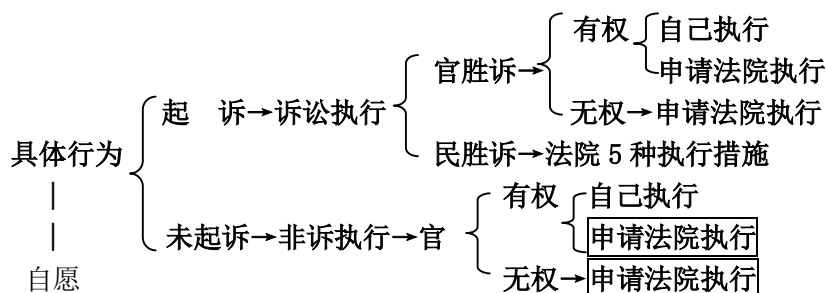 有权 自己执行
官胜诉→ 申请法院执行
起 诉→诉讼执行 无权→申请法院执行
具体行为 民胜诉→法院 5 种执行措施
有权 自己执行
未起诉→非诉执行→官 申请法院执行
自愿 无权→申请法院执行